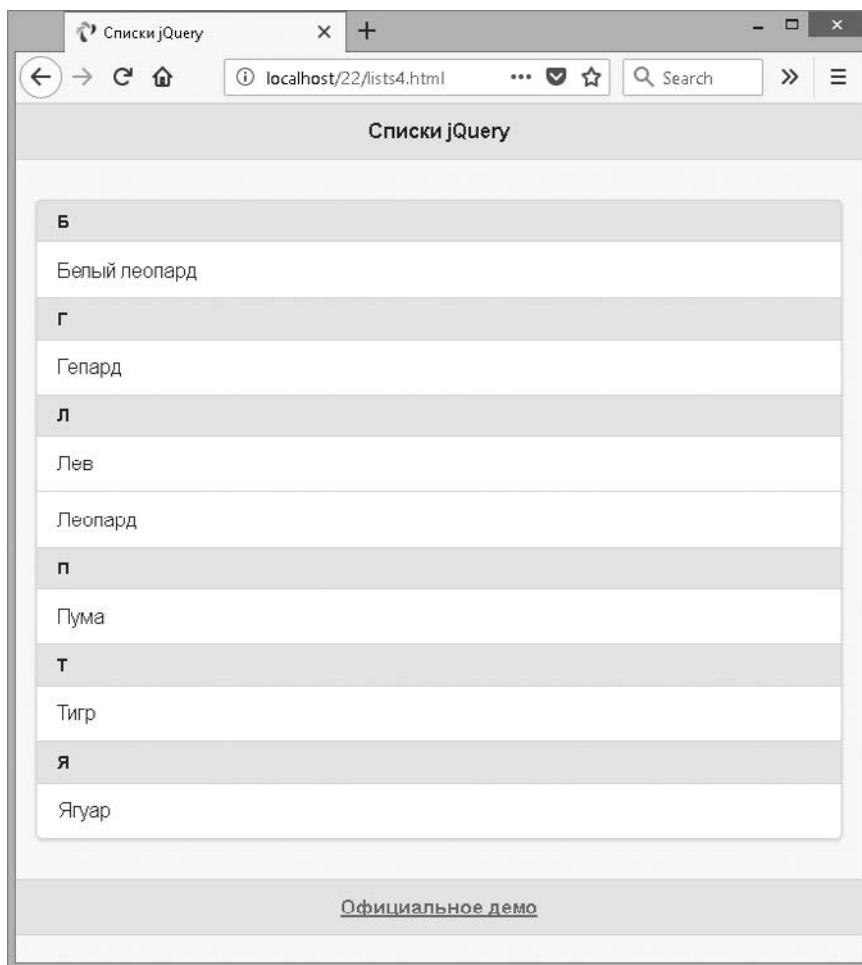 Списки jQuery
localhost/22/lists4.html
Search
Списки jQuery
Б
Белый леопард
Г
Гепард
Л
Лев
Леопард
П
Пума
Т
Тигр
Я
Ягуар
Официальное демо